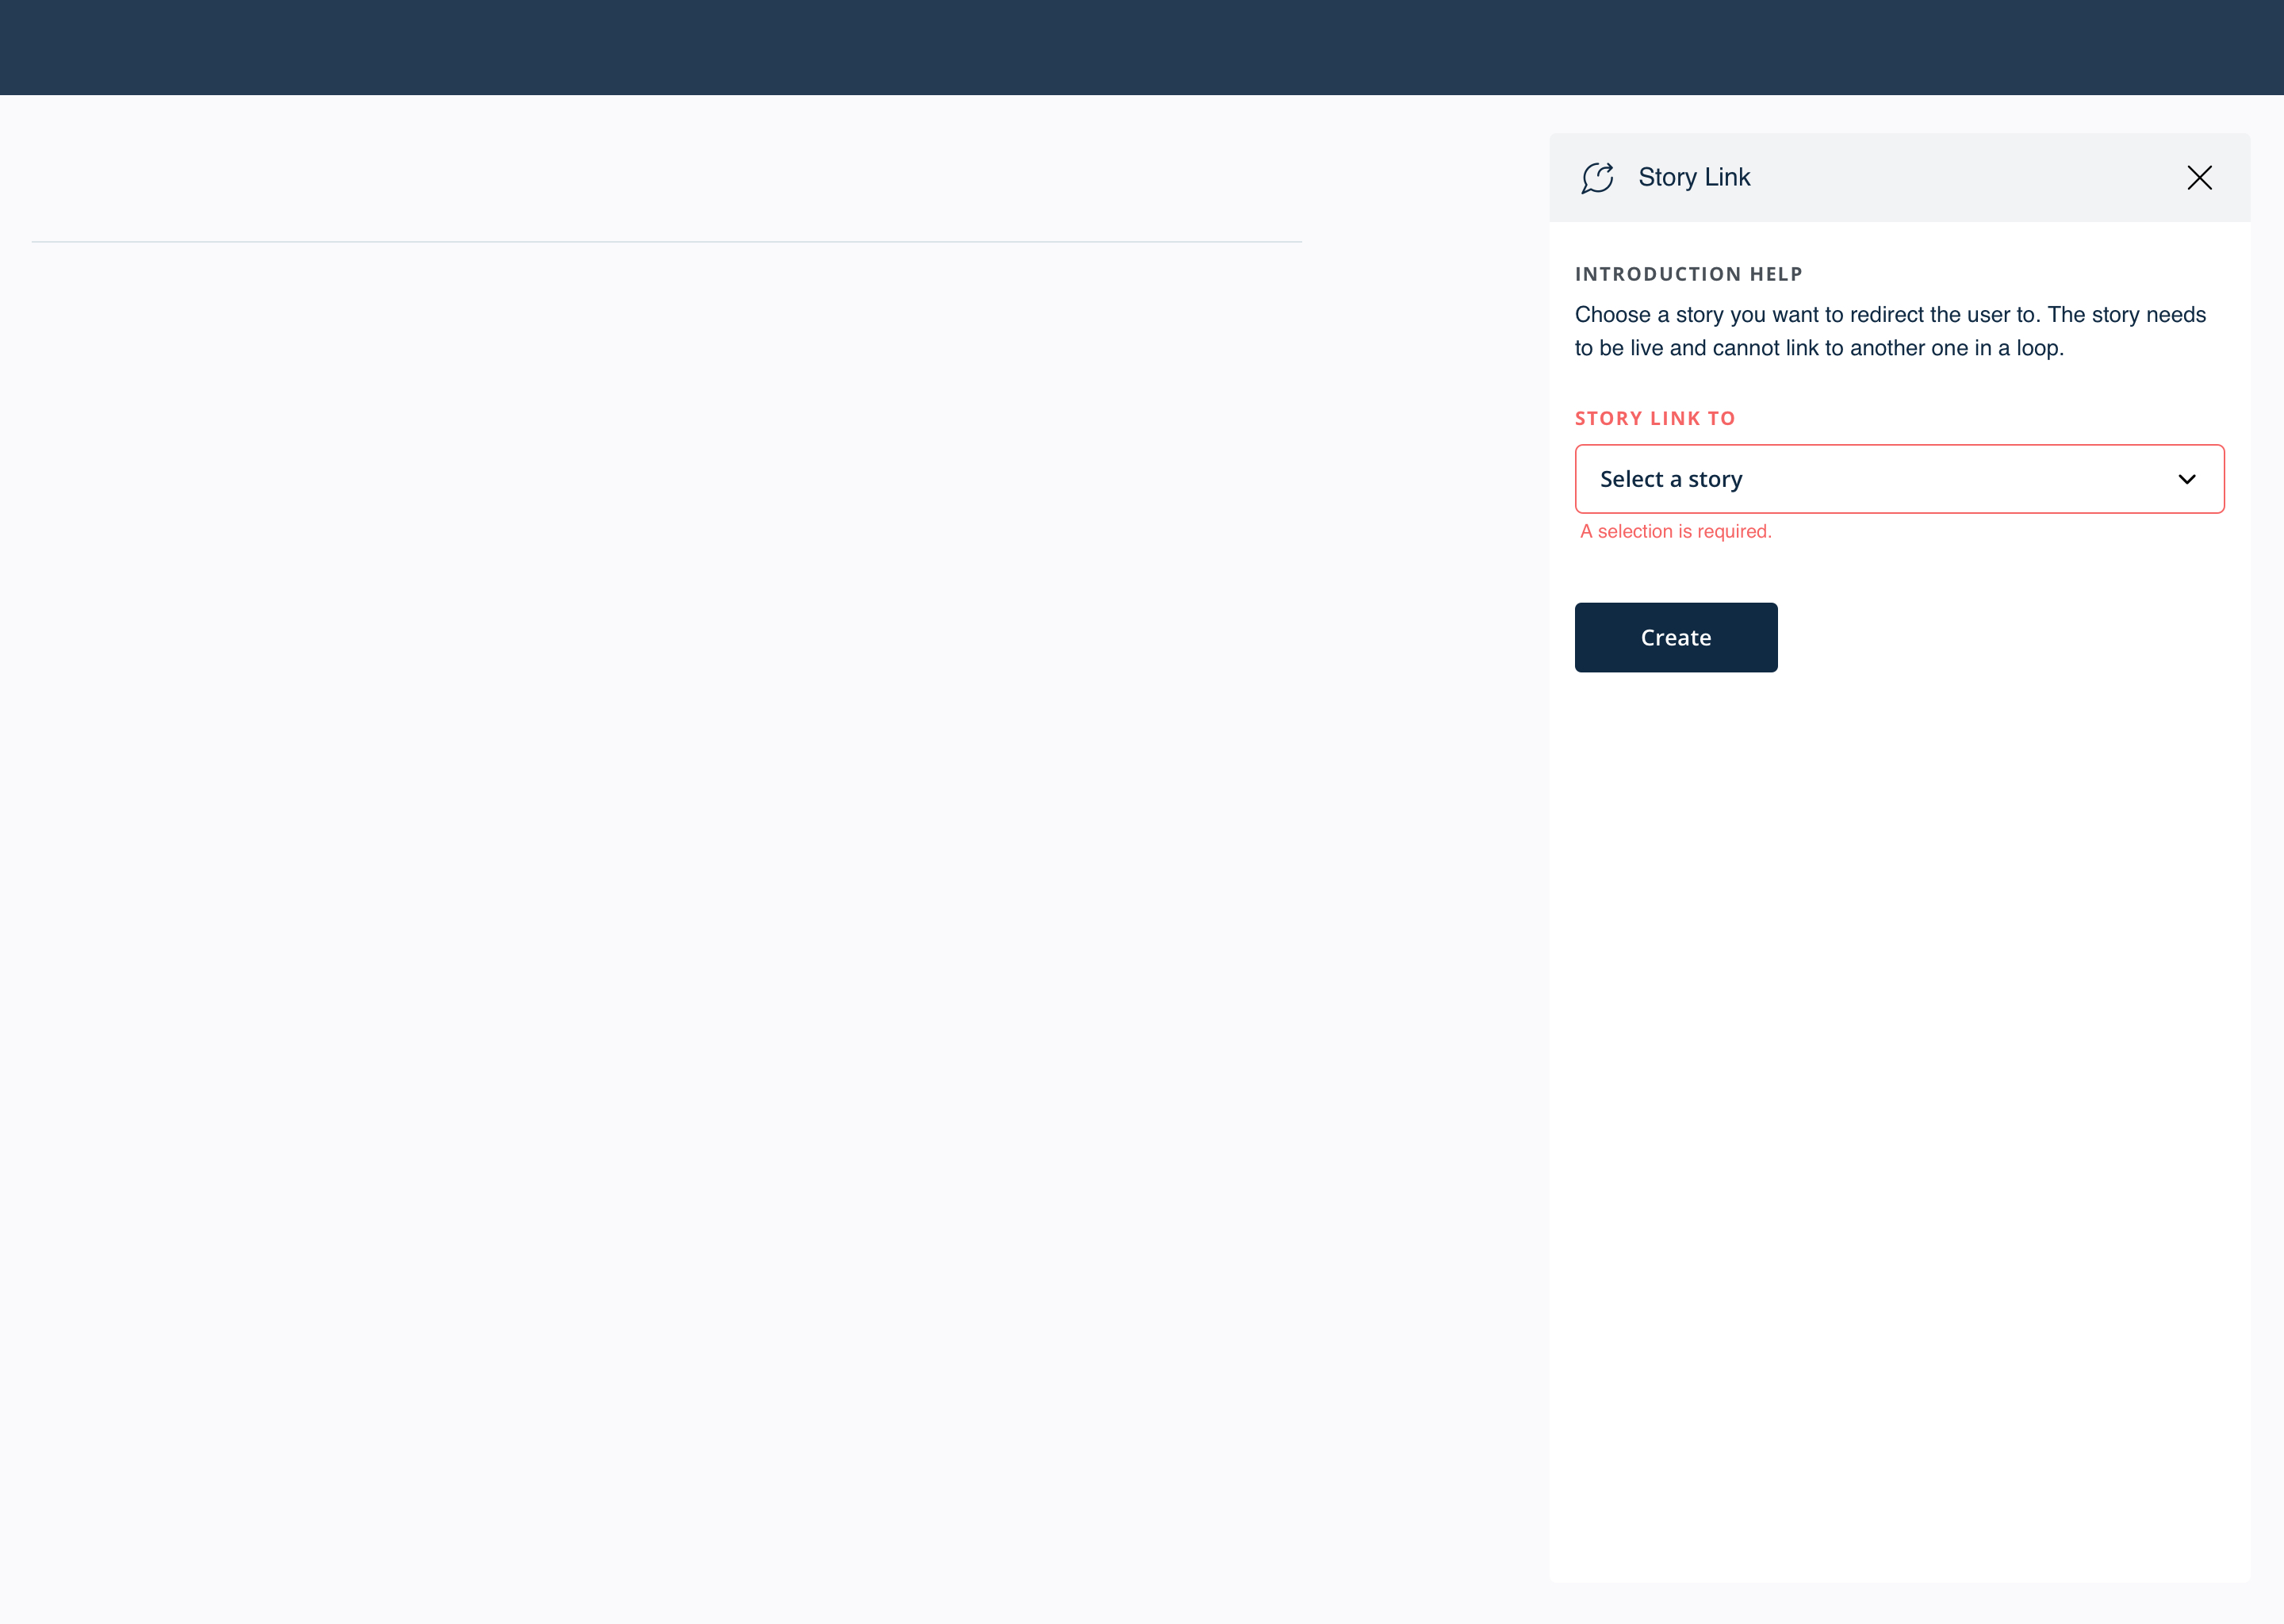 Story Link
INTRODUCTION HELP
Choose a story you want to redirect the user to. The story needs
to be live and cannot link to another one in a loop.
STORY LINK TO
Select a story
A selection is required.
Create